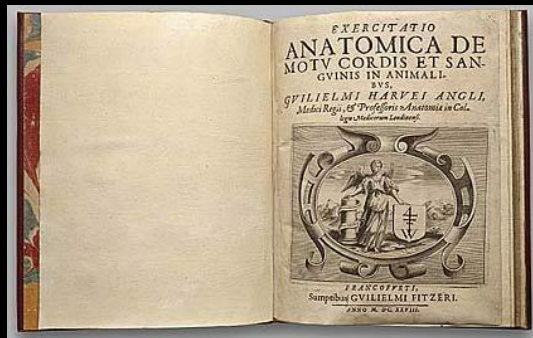 EXERCITATIO
ANATOMICA DE
MOTV CORDIS ET SAN-
GVINIS IN ANIMALI-
BVS,
GVILIELMI HARVEI ANGLI,
Medici Regii, & Professoris Anatomiæ in Col-
legio Medicorum Londinensi.
FRANCOFVRTI,
Sumptibus GVILIELMI FITZERI.
ANNO M. DC. XXVIII.